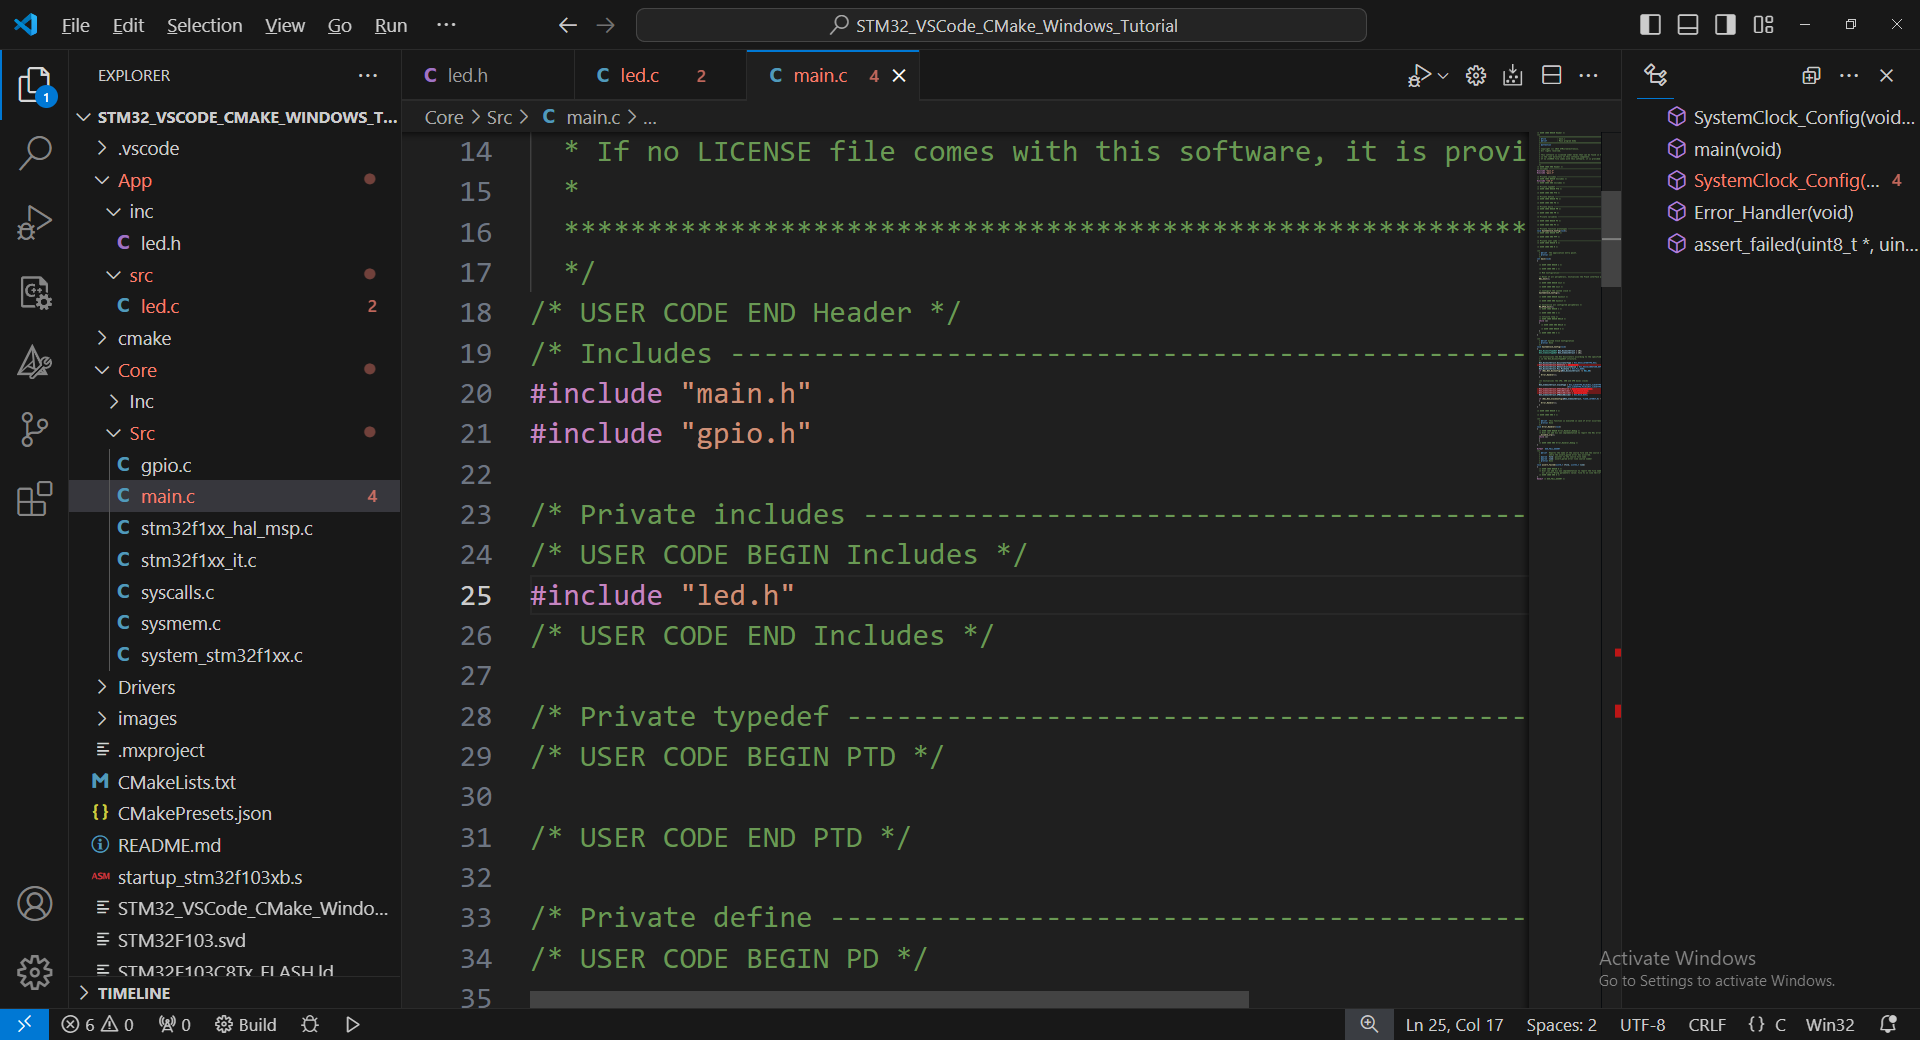 File Edit Selection View Go Run ···
STM32_VSCode_CMake_Windows_Tutorial
EXPLORER
STM32_VSCODE_CMAKE_WINDOWS_T...
.vscode
App
inc
C led.h
src
C led.c 2
cmake
Core
Inc
Src
C gpio.c
C main.c 4
C stm32f1xx_hal_msp.c
C stm32f1xx_it.c
C syscalls.c
C sysmem.c
C system_stm32f1xx.c
Drivers
images
.mxproject
M CMakeLists.txt
{} CMakePresets.json
README.md
ASM startup_stm32f103xb.s
STM32_VSCode_CMake_Windo...
STM32F103.svd
STM32F103C8Tx_FLASH.ld
TIMELINE
1
C led.h
C led.c 2
C main.c 4
Core > Src > C main.c > ...
14 * If no LICENSE file comes with this software, it is provi
15 *
16 **********************************************************
17 */
18 /* USER CODE END Header */
19 /* Includes ------------------------------------------------
20 #include "main.h"
21 #include "gpio.h"
22
23 /* Private includes ----------------------------------------
24 /* USER CODE BEGIN Includes */
25 #include "led.h"
26 /* USER CODE END Includes */
27
28 /* Private typedef -----------------------------------------
29 /* USER CODE BEGIN PTD */
30
31 /* USER CODE END PTD */
32
33 /* Private define ------------------------------------------
34 /* USER CODE BEGIN PD */
35
SystemClock_Config(void...
main(void)
SystemClock_Config(... 4
Error_Handler(void)
assert_failed(uint8_t *, uin...
Activate Windows
Go to Settings to activate Windows.
6 0 0 Build
Ln 25, Col 17 Spaces: 2 UTF-8 CRLF {} C Win32